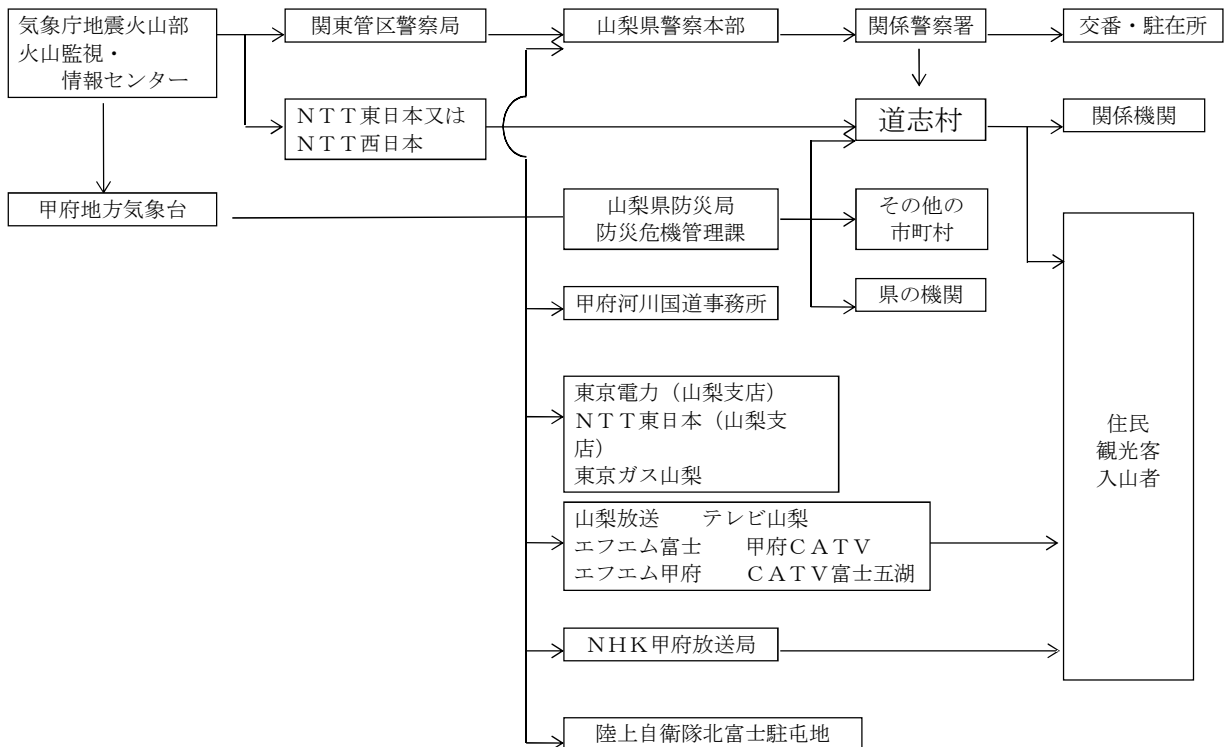 気象庁地震火山部
火山監視・
情報センター
関東管区警察局
山梨県警察本部
関係警察署
交番・駐在所
ＮＴＴ東日本又は
ＮＴＴ西日本
道志村
関係機関
甲府地方気象台
山梨県防災局
防災危機管理課
その他の
市町村
県の機関
甲府河川国道事務所
東京電力（山梨支店）
ＮＴＴ東日本（山梨支
店）
東京ガス山梨
住民
観光客
入山者
山梨放送　　テレビ山梨
エフエム富士　　甲府ＣＡＴＶ
エフエム甲府　　ＣＡＴＶ富士五湖
ＮＨＫ甲府放送局
陸上自衛隊北富士駐屯地